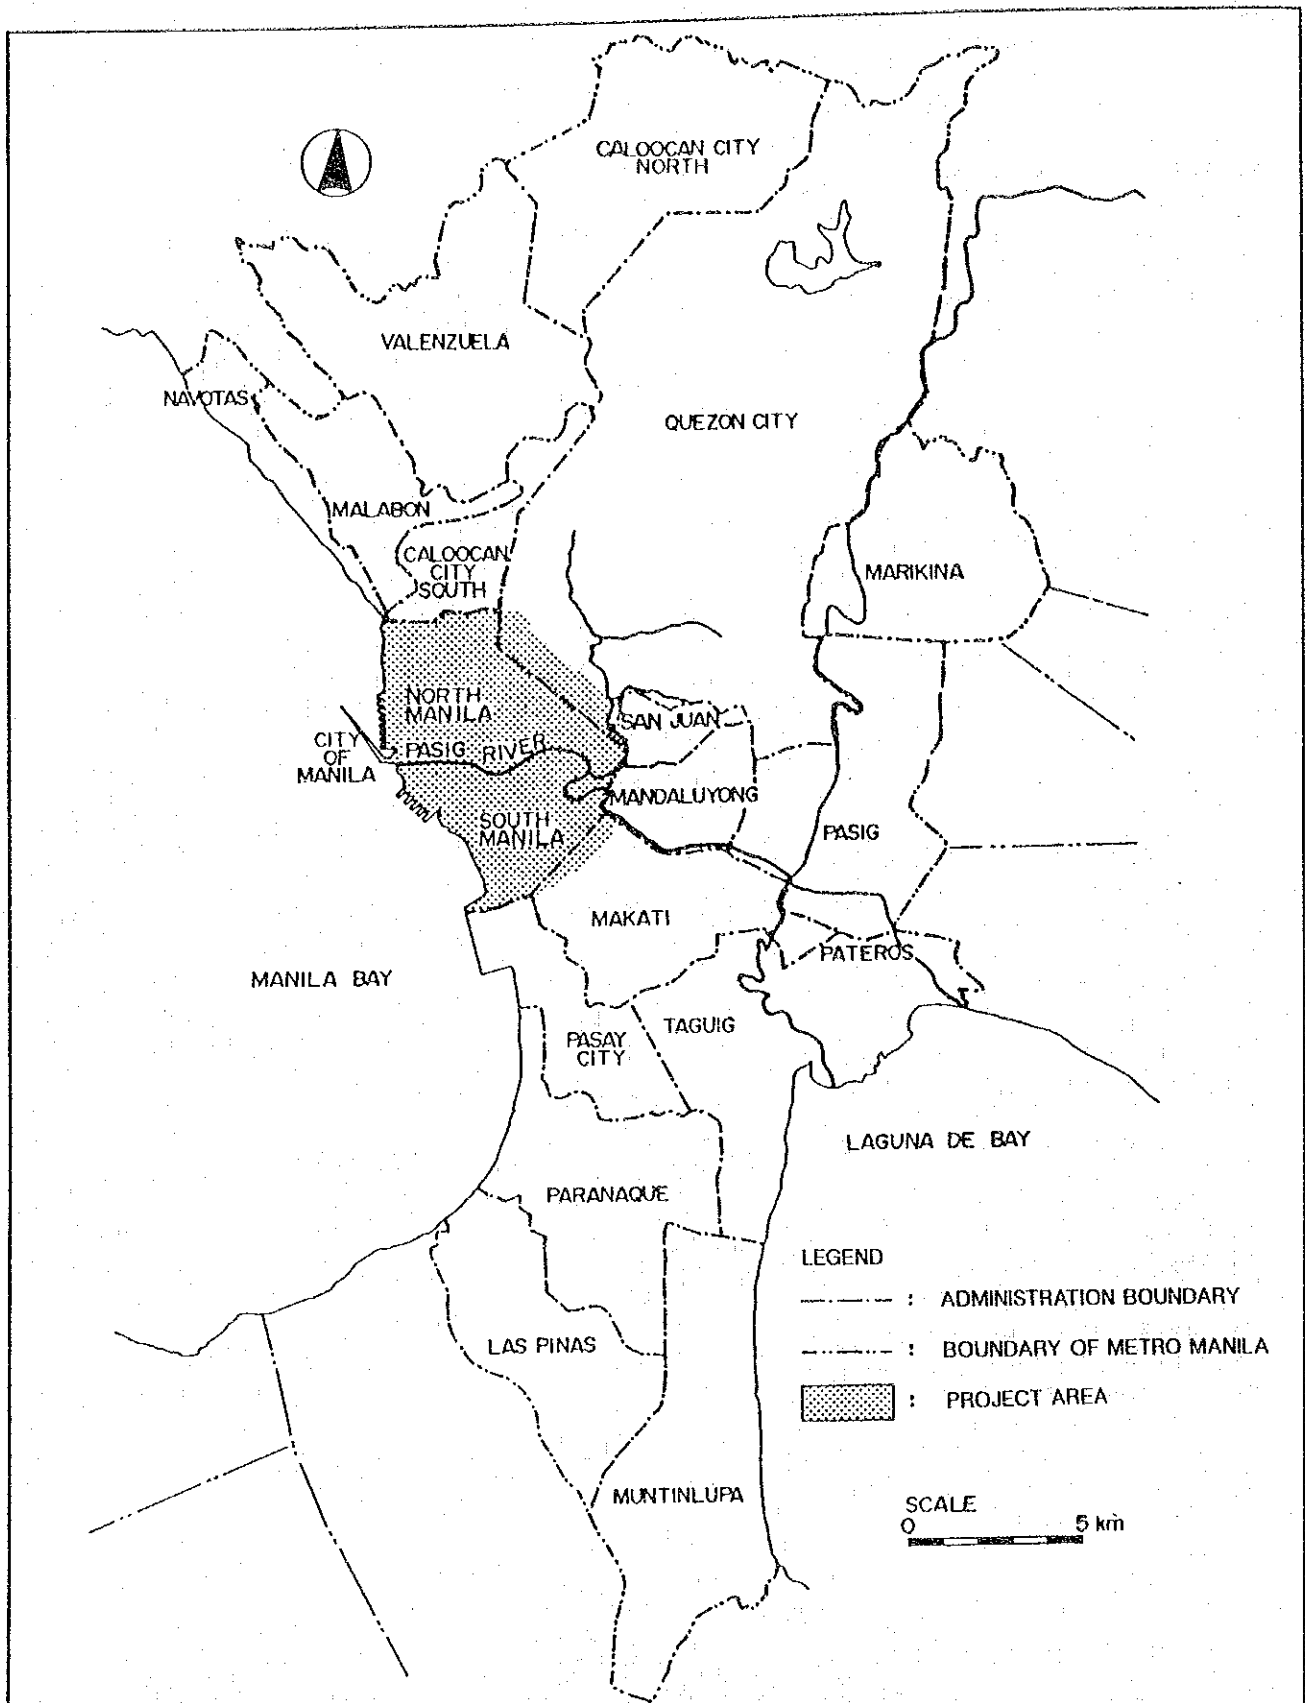 CALOOCAN CITY
NORTH
VALENZUELA
NAVOTAS
QUEZON CITY
MALABON
CALOOCAN
CITY
SOUTH
MARIKINA
NORTH
MANILA
SAN JUAN
CITY
OF
MANILA
PASIG RIVER
MANDALUYONG
SOUTH
MANILA
PASIG
MAKATI
PATEROS
MANILA BAY
TAGUIG
PASAY
CITY
LAGUNA DE BAY
PARANAQUE
LEGEND
: ADMINISTRATION BOUNDARY
: BOUNDARY OF METRO MANILA
: PROJECT AREA
LAS PINAS
MUNTINLUPA
SCALE
0 5 km